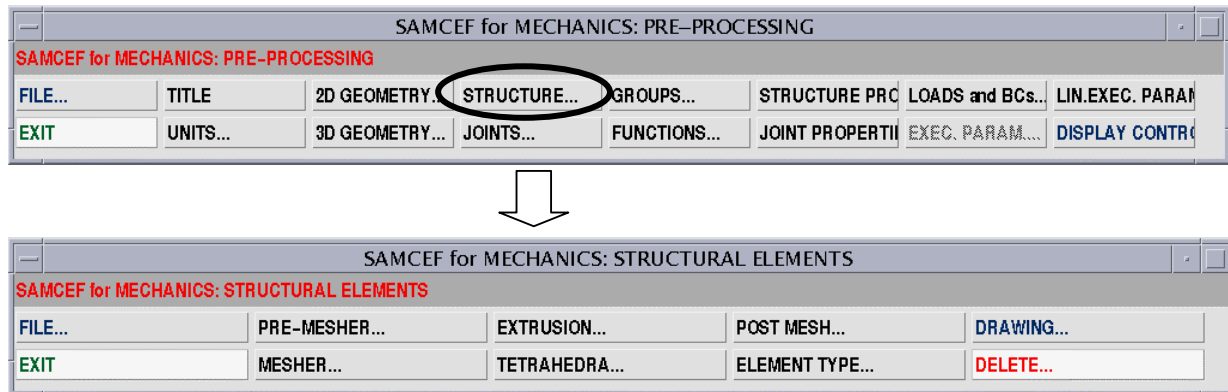 SAMCEF for MECHANICS: PRE–PROCESSING
SAMCEF for MECHANICS: PRE-PROCESSING
FILE... TITLE 2D GEOMETRY... STRUCTURE... GROUPS... STRUCTURE PRO LOADS and BCs... LIN.EXEC. PARAM
EXIT UNITS... 3D GEOMETRY... JOINTS... FUNCTIONS... JOINT PROPERTII EXEC. PARAM.... DISPLAY CONTRO
SAMCEF for MECHANICS: STRUCTURAL ELEMENTS
SAMCEF for MECHANICS: STRUCTURAL ELEMENTS
FILE... PRE-MESHER... EXTRUSION... POST MESH... DRAWING...
EXIT MESHER... TETRAHEDRA... ELEMENT TYPE... DELETE...